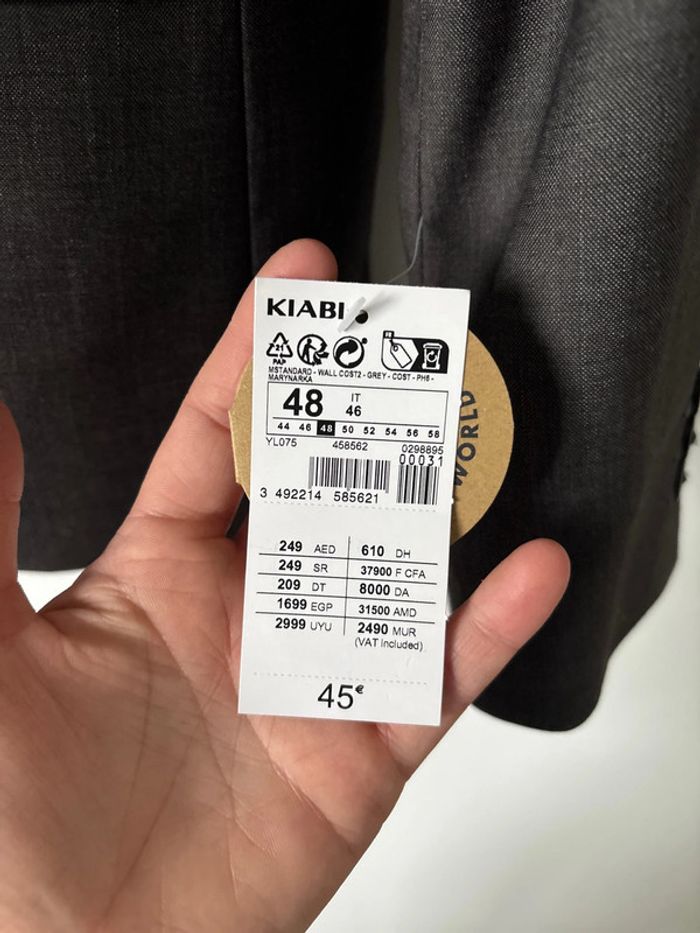 KIABI
21
PAP
FR
MSTANDARD - WALL COST2 - GREY - COST - PH6 -
MARYNARKA
48 IT 46
44 46 48 50 52 54 56 58
YL075 458562 0298895
00031
3 492214 585621
249 AED 610 DH
249 SR 37900 F CFA
209 DT 8000 DA
1699 EGP 31500 AMD
2999 UYU 2490 MUR
(VAT included)
45€
WORLD